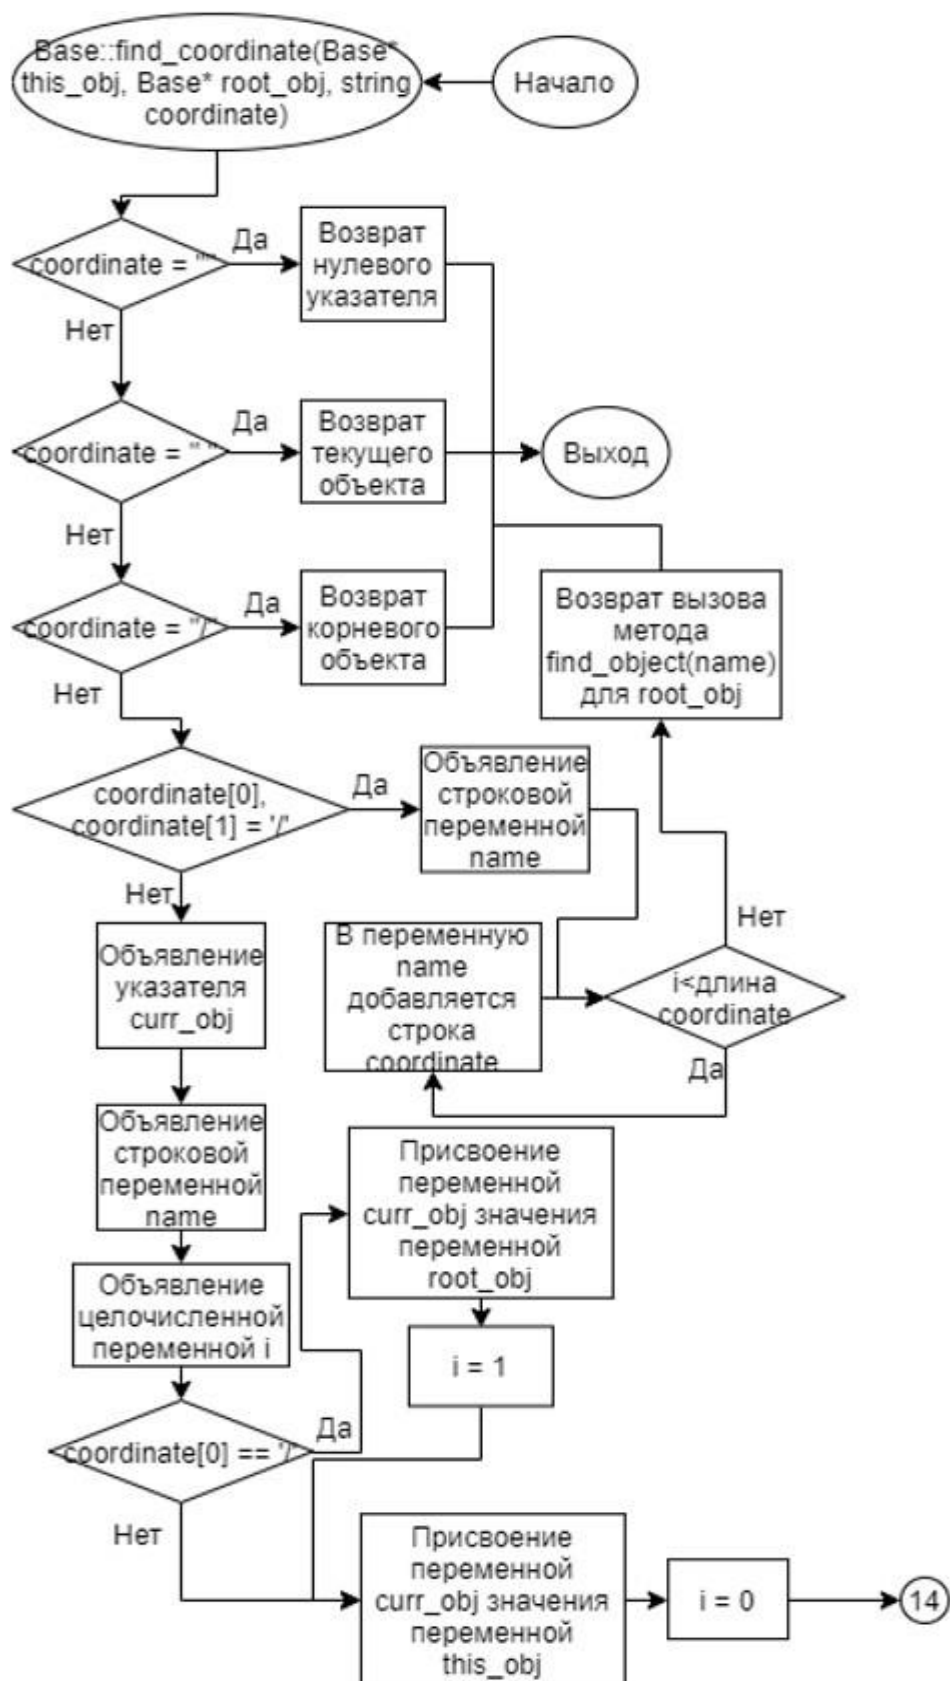 Base::find_coordinate(Base*
this_obj, Base* root_obj, string
coordinate)
Начало
coordinate = ""
Да
Возврат
нулевого
указателя
Нет
coordinate = " "
Да
Возврат
текущего
объекта
Выход
Нет
coordinate = "/"
Да
Возврат
корневого
объекта
Возврат вызова
метода
find_object(name)
для root_obj
Нет
coordinate[0],
coordinate[1] = '/'
Да
Объявление
строковой
переменной
name
Нет
Объявление
указателя
curr_obj
В переменную
name
добавляется
строка
coordinate
i<длина
coordinate
Нет
Да
Объявление
строковой
переменной
name
Присвоение
переменной
curr_obj значения
переменной
root_obj
Объявление
целочисленной
переменной i
i = 1
coordinate[0] == '/'
Да
Нет
Присвоение
переменной
curr_obj значения
переменной
this_obj
i = 0
14